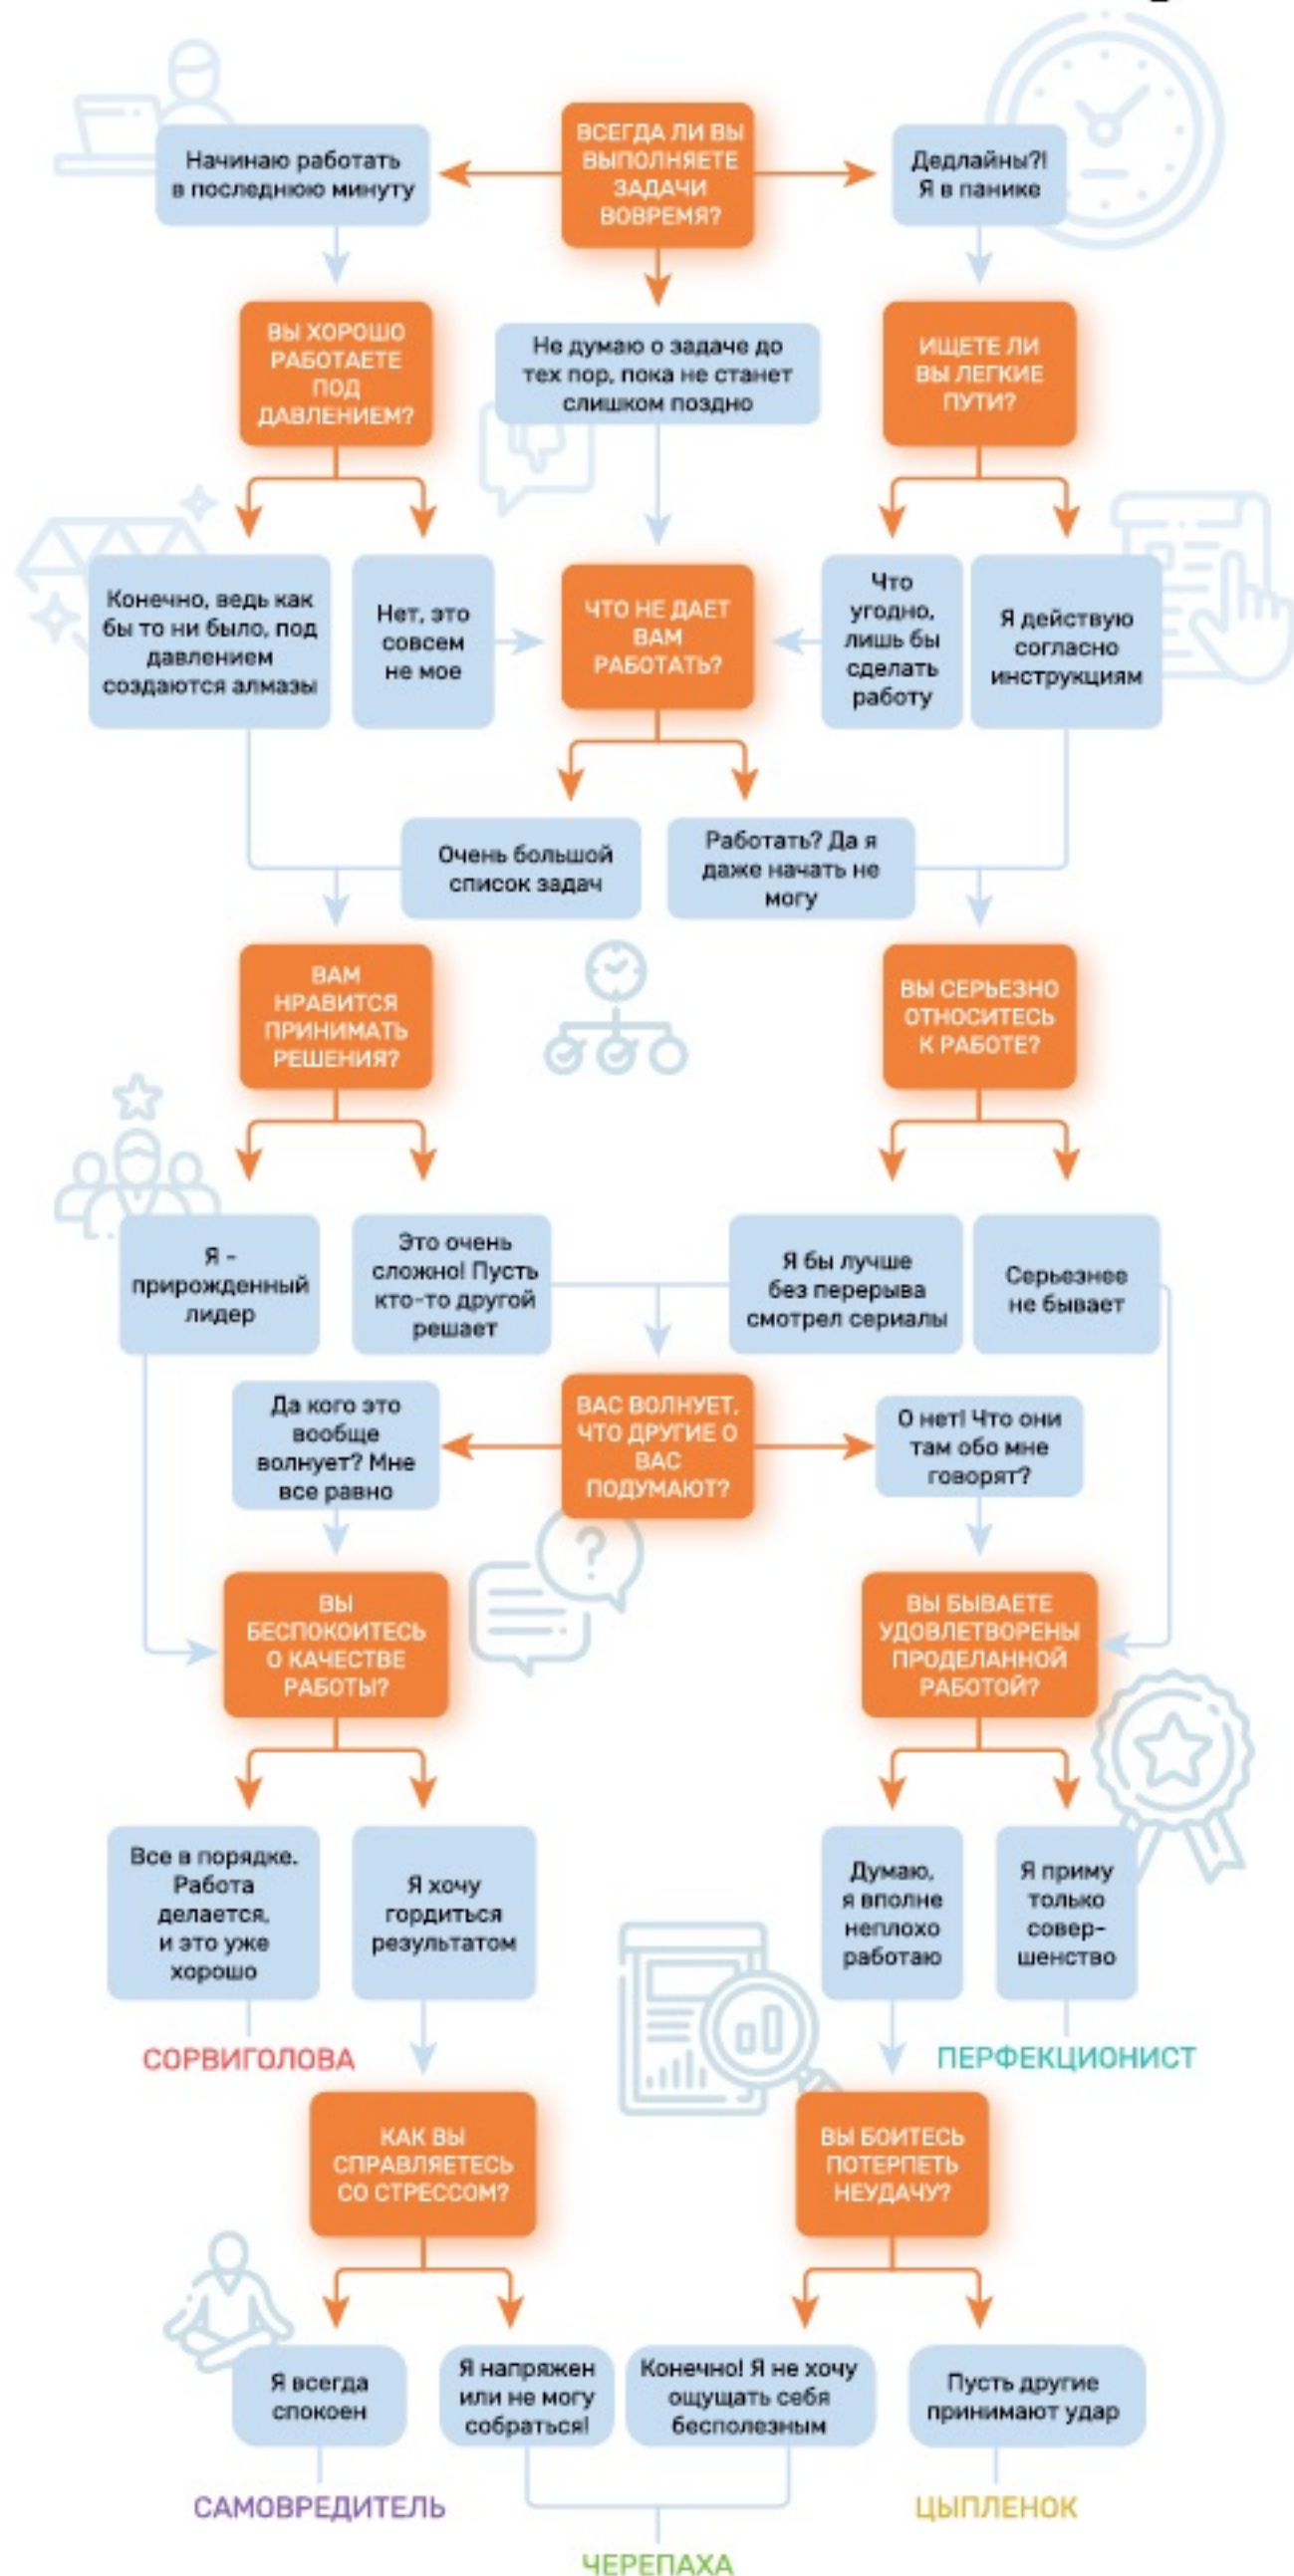 ВСЕГДА ЛИ ВЫ
ВЫПОЛНЯЕТЕ
ЗАДАЧИ
ВОВРЕМЯ?
Начинаю работать
в последнюю минуту
Дедлайны?!
Я в панике
ВЫ ХОРОШО
РАБОТАЕТЕ
ПОД
ДАВЛЕНИЕМ?
Не думаю о задаче до
тех пор, пока не станет
слишком поздно
ИЩЕТЕ ЛИ
ВЫ ЛЕГКИЕ
ПУТИ?
Конечно, ведь как
бы то ни было, под
давлением
создаются алмазы
Нет, это
совсем
не мое
ЧТО НЕ ДАЕТ
ВАМ
РАБОТАТЬ?
Что
угодно,
лишь бы
сделать
работу
Я действую
согласно
инструкциям
Очень большой
список задач
Работать? Да я
даже начать не
могу
ВАМ
НРАВИТСЯ
ПРИНИМАТЬ
РЕШЕНИЯ?
ВЫ СЕРЬЕЗНО
ОТНОСИТЕСЬ
К РАБОТЕ?
Я -
прирожденный
лидер
Это очень
сложно! Пусть
кто-то другой
решает
Я бы лучше
без перерыва
смотрел сериалы
Серьезнее
не бывает
Да кого это
вообще
волнует? Мне
все равно
ВАС ВОЛНУЕТ,
ЧТО ДРУГИЕ О
ВАС
ПОДУМАЮТ?
О нет! Что они
там обо мне
говорят?
?
ВЫ
БЕСПОКОИТЕСЬ
О КАЧЕСТВЕ
РАБОТЫ?
ВЫ БЫВАЕТЕ
УДОВЛЕТВОРЕНЫ
ПРОДЕЛАННОЙ
РАБОТОЙ?
Все в порядке.
Работа
делается,
и это уже
хорошо
Я хочу
гордиться
результатом
Думаю,
я вполне
неплохо
работаю
Я приму
только
совер-
шенство
СОРВИГОЛОВА
ПЕРФЕКЦИОНИСТ
КАК ВЫ
СПРАВЛЯЕТЕСЬ
СО СТРЕССОМ?
ВЫ БОИТЕСЬ
ПОТЕРПЕТЬ
НЕУДАЧУ?
Я всегда
спокоен
Я напряжен
или не могу
собраться!
Конечно! Я не хочу
ощущать себя
бесполезным
Пусть другие
принимают удар
САМОВРЕДИТЕЛЬ
ЦЫПЛЕНОК
ЧЕРЕПАХА